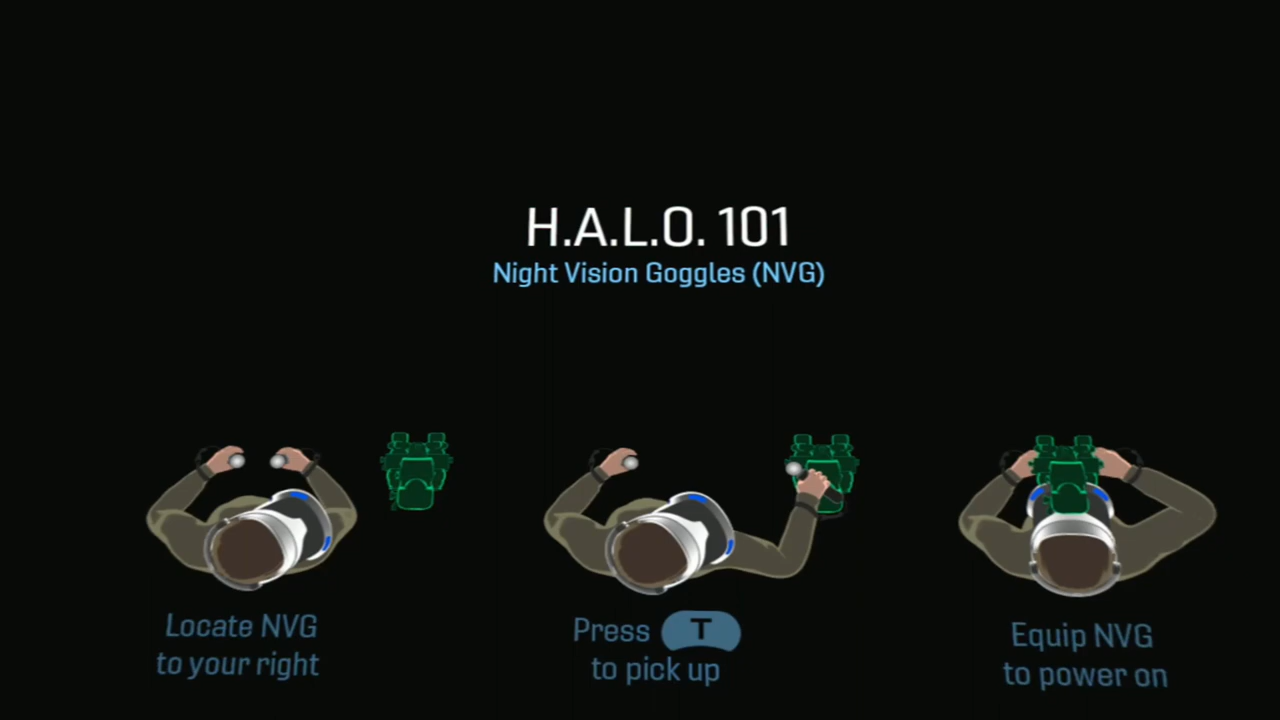 H.A.L.O. 101
Night Vision Goggles (NVG)
Locate NVG
to your right
Press T
to pick up
Equip NVG
to power on